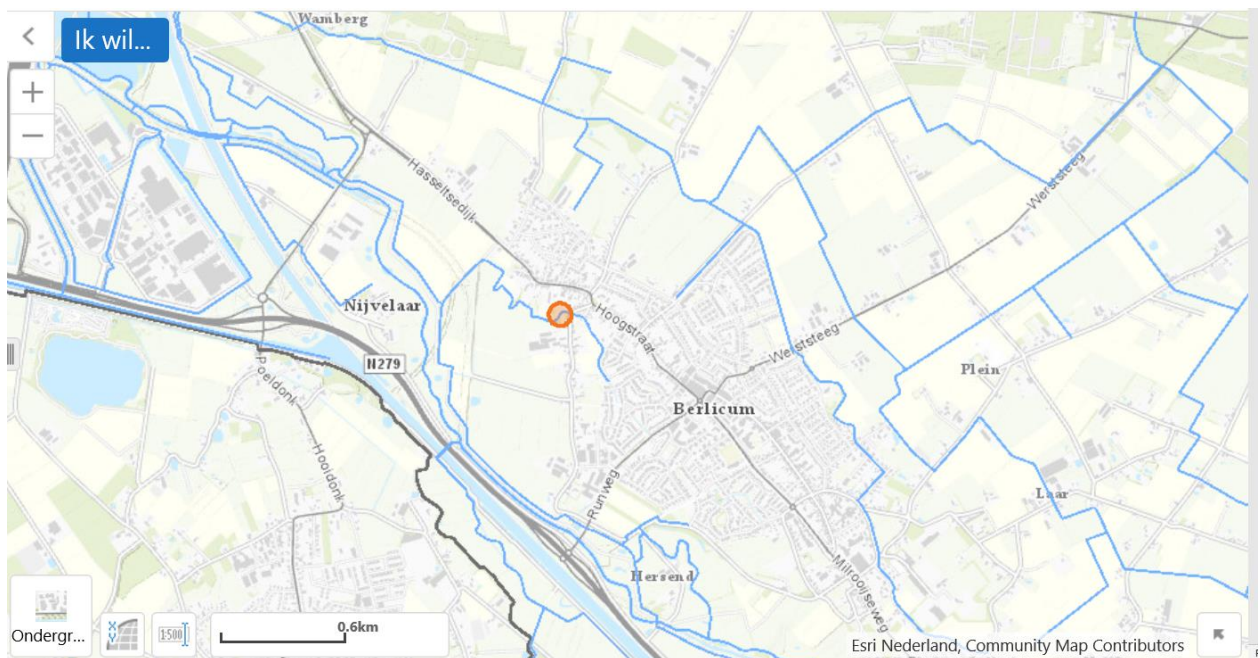 Wamberg
Ik wil...
Hasseltsedijk
Werststeeg
Nijvelaar
Hoogstraat
N279
Poeldonk
Werststeeg
Plein
Berlicum
Hooidonk
Runweg
Laar
Hersend
Milrooijseweg
Ondergr...
X
Y
1:500
0.6km
Esri Nederland, Community Map Contributors